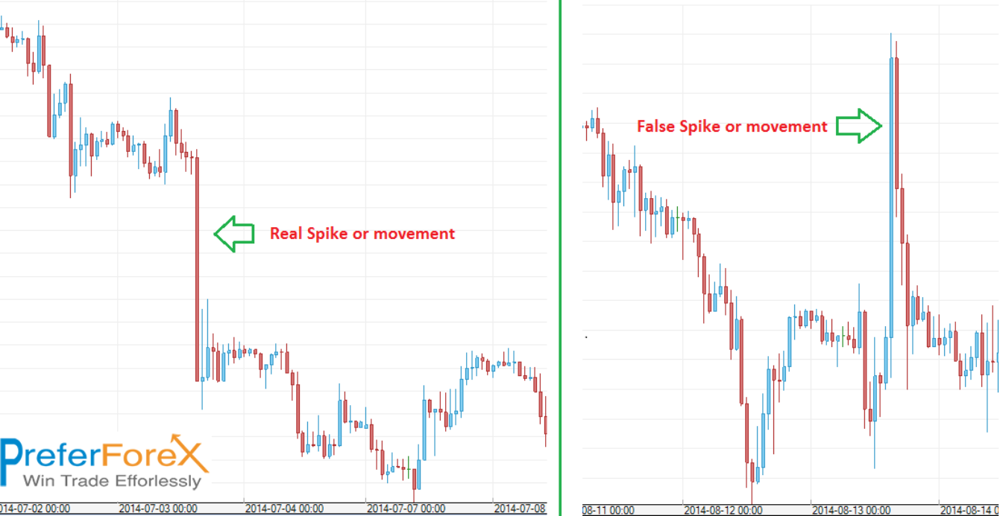 Real Spike or movement
PreferForeX
Win Trade Efforlessly
014-07-02 00:00
2014-07-03 00:00
2014-07-04 00:00
2014-07-07 00:00
2014-07-08
False Spike or movement
08-11 00:00
2014-08-12 00:00
2014-08-13 00:00
2014-08-14 0